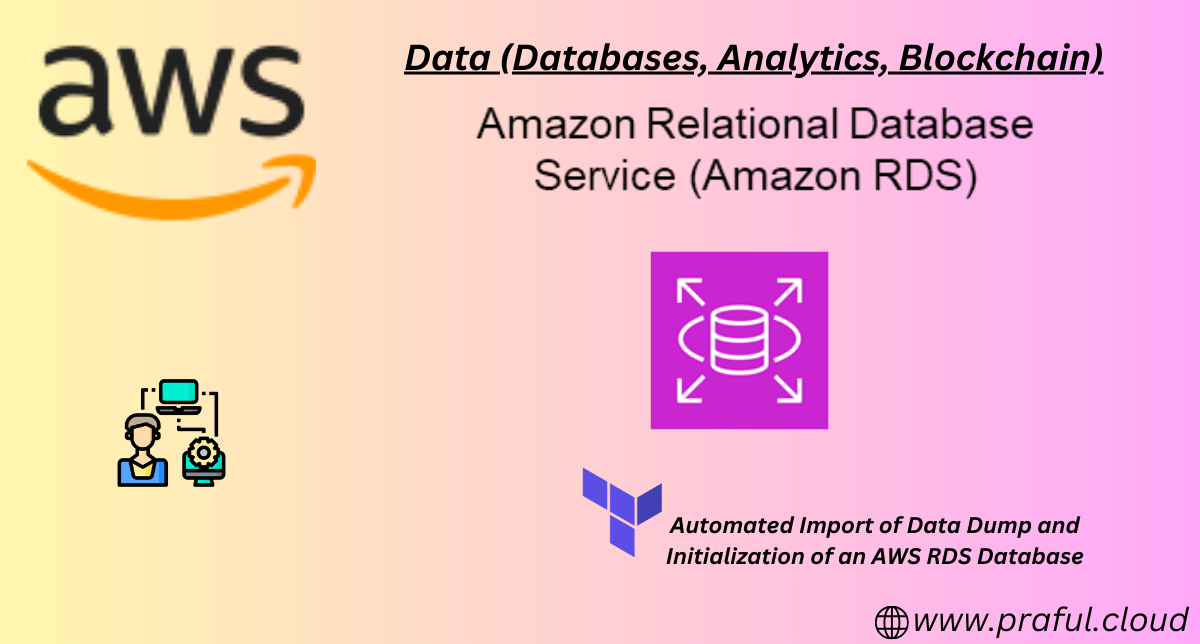 aws
Data (Databases, Analytics, Blockchain)
Amazon Relational Database
Service (Amazon RDS)
Automated Import of Data Dump and
Initialization of an AWS RDS Database
www.praful.cloud